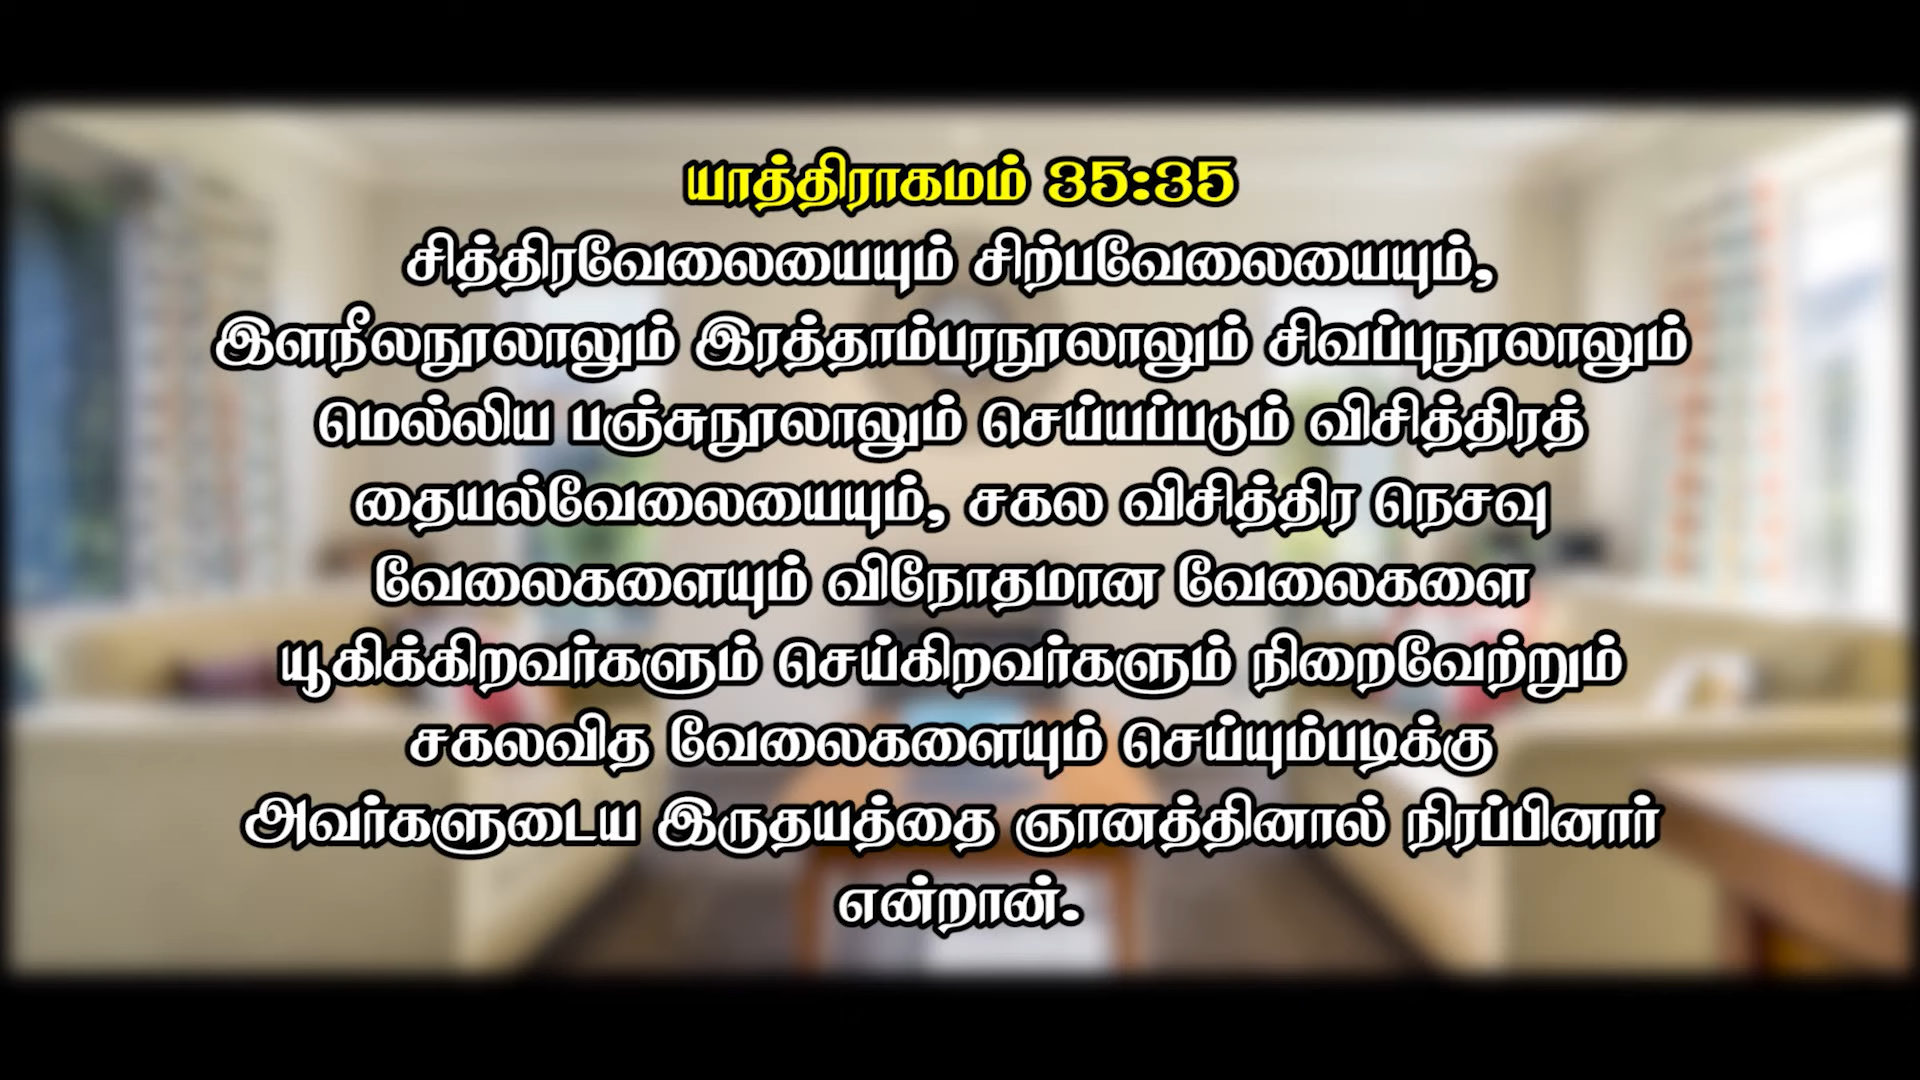 யாத்திராகமம் 35:35
சித்திரவேலையையும் சிற்பவேலையையும்,
இளநீலநூலாலும் இரத்தாம்பரநூலாலும் சிவப்புநூலாலும்
மெல்லிய பஞ்சுநூலாலும் செய்யப்படும் விசித்திரத்
தையல்வேலையையும், சகல விசித்திர நெசவு
வேலைகளையும் விநோதமான வேலைகளை
யூகிக்கிறவர்களும் செய்கிறவர்களும் நிறைவேற்றும்
சகலவித வேலைகளையும் செய்யும்படிக்கு
அவர்களுடைய இருதயத்தை ஞானத்தினால் நிரப்பினார்
என்றான்.